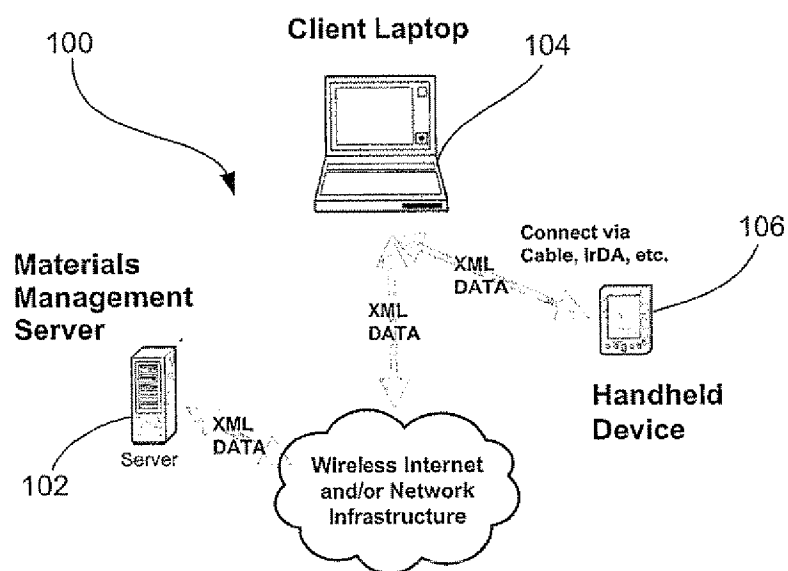 Client Laptop
100
104
Connect via
Cable, IrDA, etc.
106
XML
DATA
Materials
Management
Server
XML
DATA
Handheld
Device
XML
DATA
Server
102
Wireless Internet
and/or Network
Infrastructure